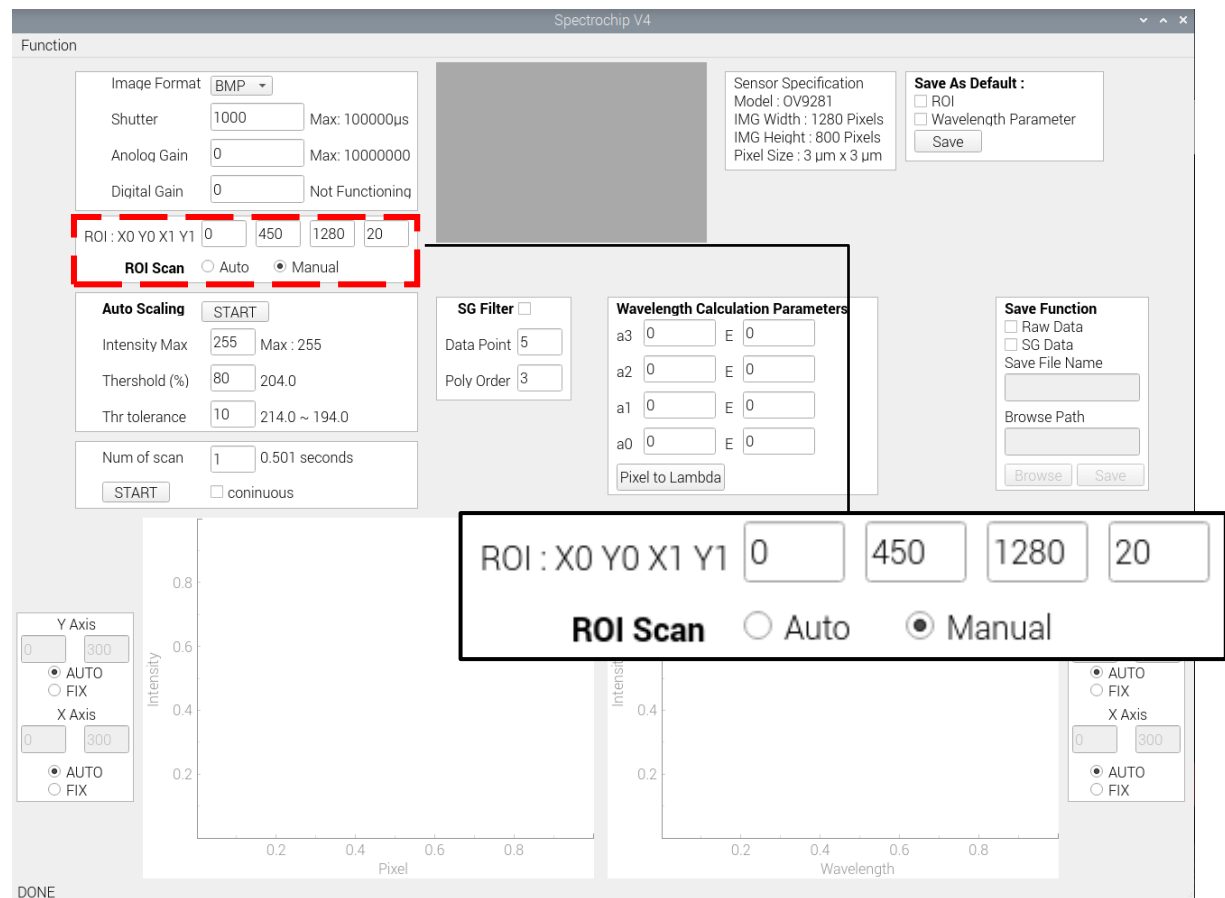 Spectrochip V4
Function
Image Format BMP
Shutter 1000 Max: 100000µs
Anolog Gain 0 Max: 10000000
Digital Gain 0 Not Functioning
ROI : X0 Y0 X1 Y1 0 450 1280 20
ROI Scan Auto Manual
Sensor Specification
Model : OV9281
IMG Width : 1280 Pixels
IMG Height : 800 Pixels
Pixel Size : 3 µm x 3 µm
Save As Default :
ROI
Wavelength Parameter
Save
Auto Scaling START
Intensity Max 255 Max : 255
Thershold (%) 80 204.0
Thr tolerance 10 214.0 ~ 194.0
Num of scan 1 0.501 seconds
START coninuous
SG Filter
Data Point 5
Poly Order 3
Wavelength Calculation Parameters
a3 0 E 0
a2 0 E 0
a1 0 E 0
a0 0 E 0
Pixel to Lambda
Save Function
Raw Data
SG Data
Save File Name
Browse Path
Browse Save
ROI : X0 Y0 X1 Y1 0 450 1280 20
ROI Scan Auto Manual
Y Axis
0 300
AUTO
FIX
X Axis
0 300
AUTO
FIX
Intensity
0.8
0.6
0.4
0.2
0.2 0.4 0.6 0.8
Pixel
0.4
0.2
0.2 0.4 0.6 0.8
Wavelength
AUTO
FIX
X Axis
0 300
AUTO
FIX
DONE